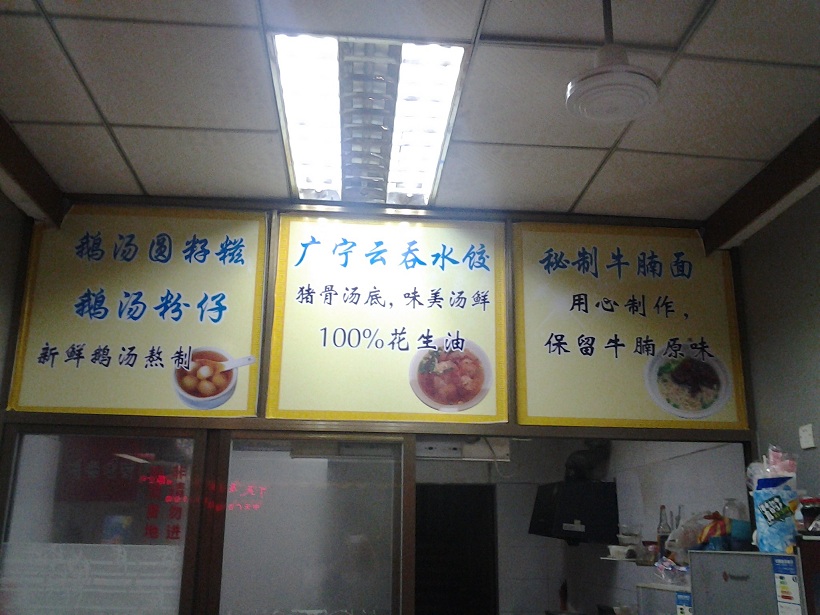 鹅汤圆籽糍
鹅汤粉仔
新鲜鹅汤熬制
广宁云吞水饺
猪骨汤底，味美汤鲜
100%花生油
秘制牛腩面
用心制作，
保留牛腩原味